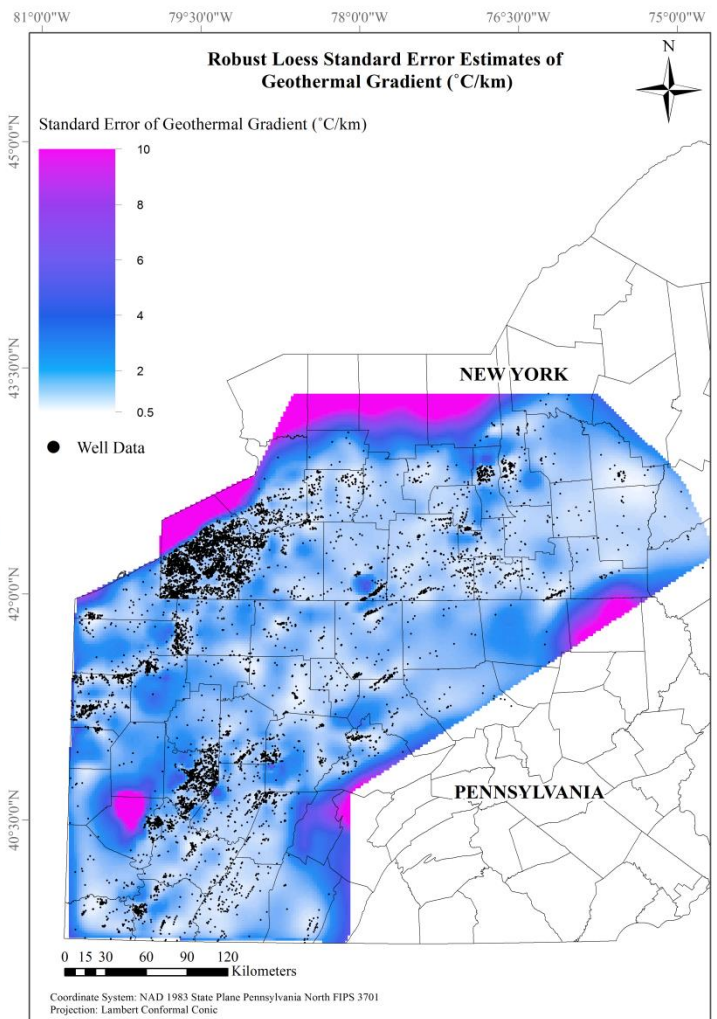 81°0'0"W 79°30'0"W 78°0'0"W 76°30'0"W 75°0'0"W
Robust Loess Standard Error Estimates of
Geothermal Gradient (˚C/km)
N
Standard Error of Geothermal Gradient (˚C/km)
10
6
4
2
0.5
Well Data
45°0'0"N
43°30'0"N
42°0'0"N
40°30'0"N
NEW YORK
PENNSYLVANIA
0 15 30 60 90 120
Kilometers
Coordinate System: NAD 1983 State Plane Pennsylvania North FIPS 3701
Projection: Lambert Conformal Conic